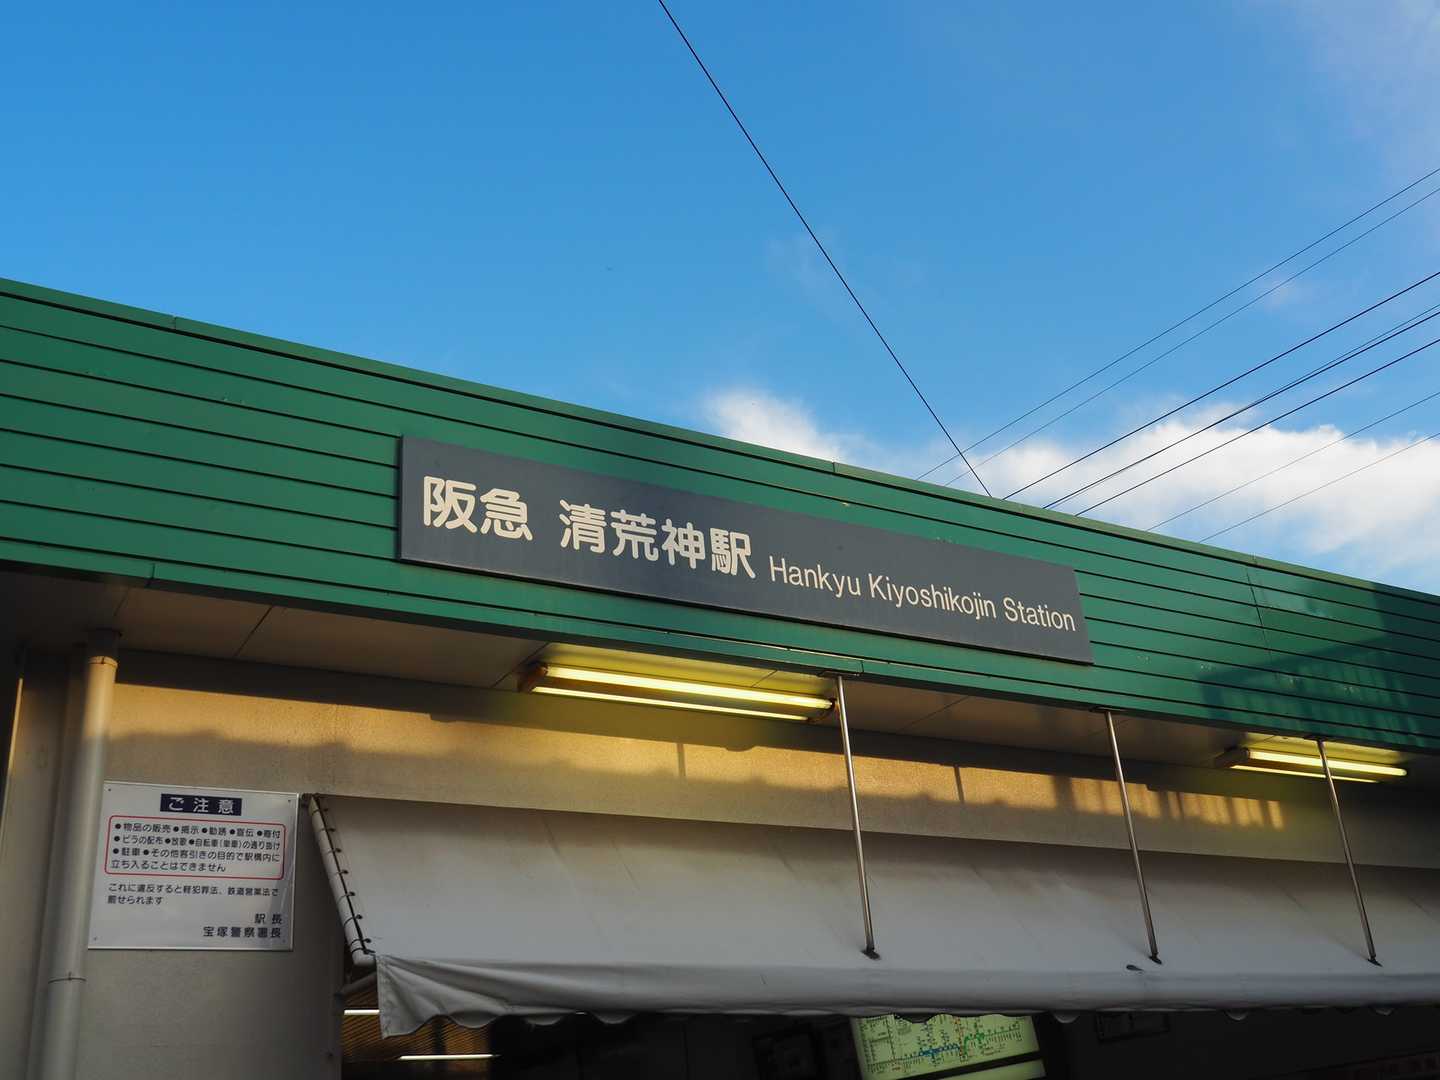 阪急 清荒神駅 Hankyu Kiyoshikojin Station
ご注意
●物品の販売●掲示●勧誘●宣伝●寄付
●ビラの配布●放歌●自転車(単車)の通り抜け
●駐車●その他客引きの目的で駅構内に
立ち入ることはできません
これに違反すると軽犯罪法、鉄道営業法で
罰せられます
駅長
宝塚警察署長